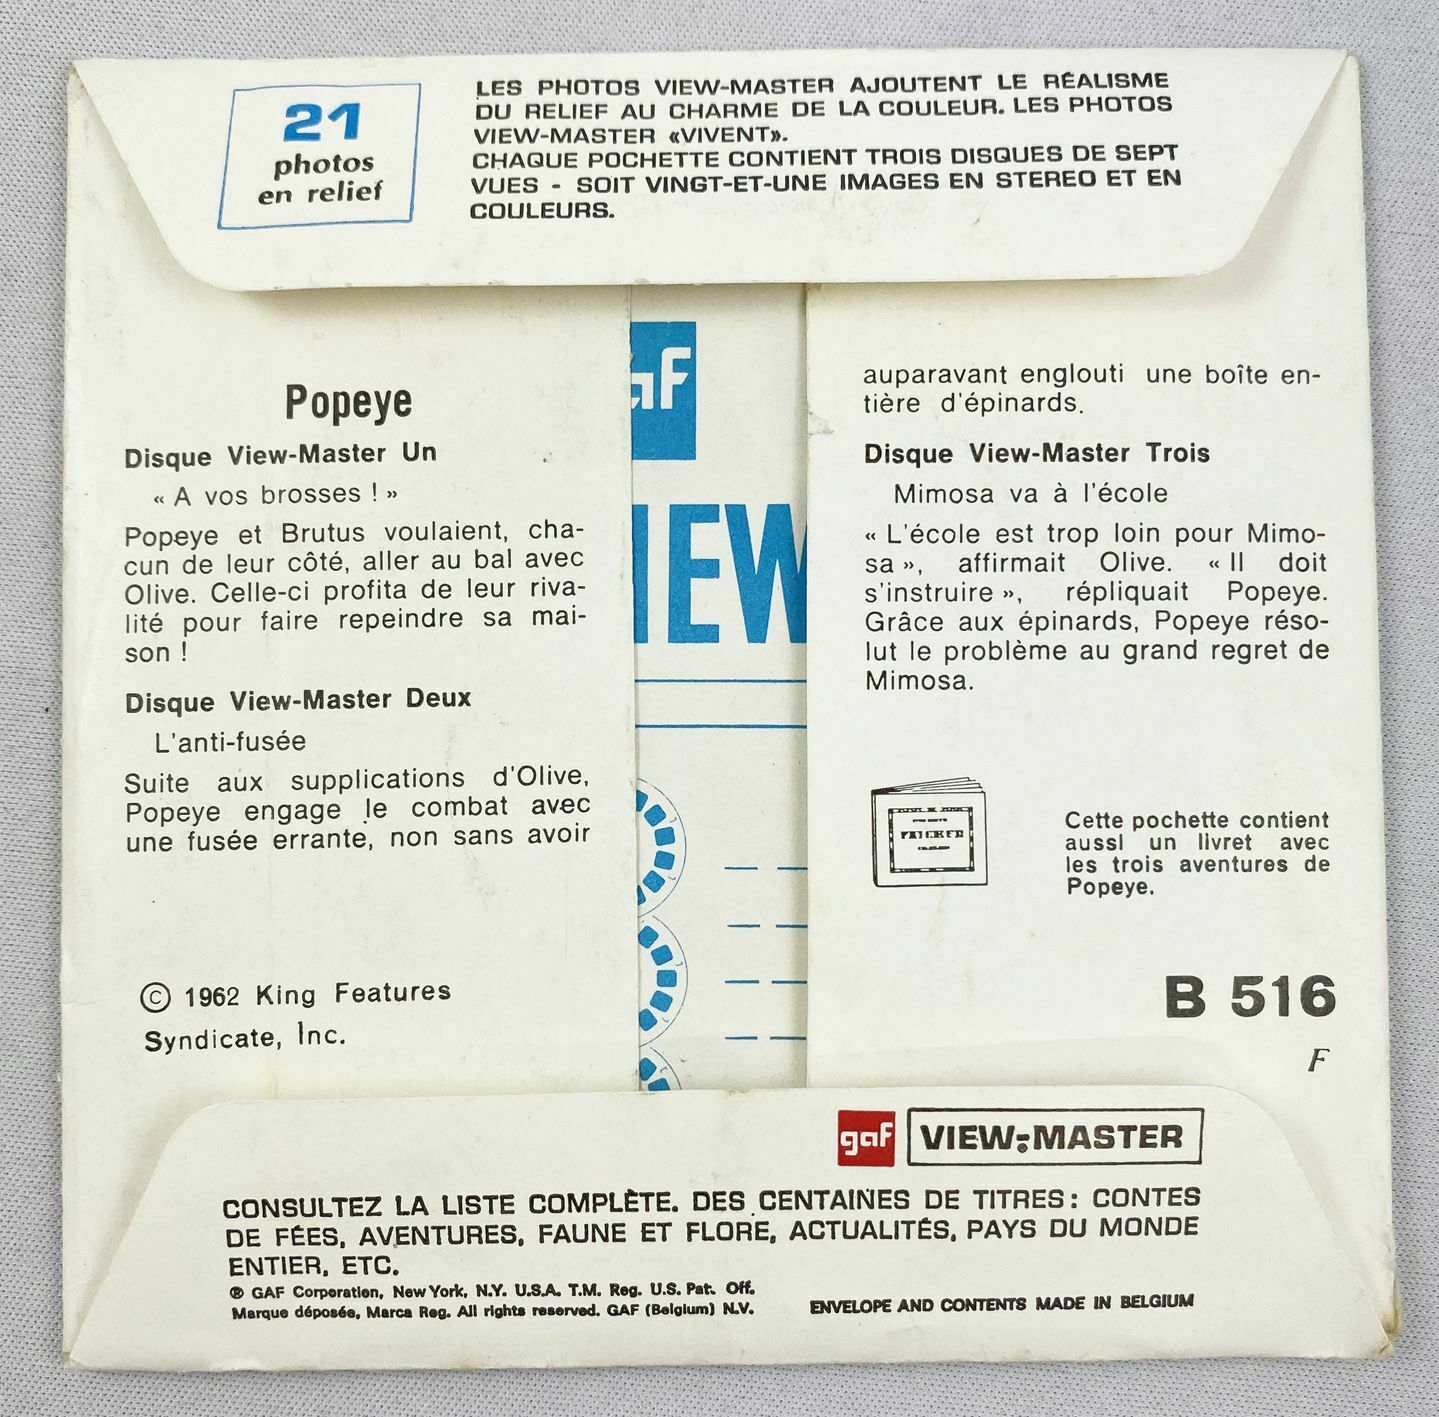 21
photos
en relief
LES PHOTOS VIEW-MASTER AJOUTENT LE RÉALISME
DU RELIEF AU CHARME DE LA COULEUR. LES PHOTOS
VIEW-MASTER «VIVENT».
CHAQUE POCHETTE CONTIENT TROIS DISQUES DE SEPT
VUES - SOIT VINGT-ET-UNE IMAGES EN STEREO ET EN
COULEURS.
Popeye
Disque View-Master Un
« A vos brosses ! »
Popeye et Brutus voulaient, cha-
cun de leur côté, aller au bal avec
Olive. Celle-ci profita de leur riva-
lité pour faire repeindre sa mai-
son !
Disque View-Master Deux
L'anti-fusée
Suite aux supplications d'Olive,
Popeye engage le combat avec
une fusée errante, non sans avoir
© 1962 King Features
Syndicate, Inc.
gaf
IEW
auparavant englouti une boîte en-
tière d'épinards.
Disque View-Master Trois
Mimosa va à l'école
« L'école est trop loin pour Mimo-
sa », affirmait Olive. « Il doit
s'instruire », répliquait Popeye.
Grâce aux épinards, Popeye réso-
lut le problème au grand regret de
Mimosa.
Cette pochette contient
aussi un livret avec
les trois aventures de
Popeye.
B 516
F
gaf VIEW-MASTER
CONSULTEZ LA LISTE COMPLÈTE. DES CENTAINES DE TITRES: CONTES
DE FÉES, AVENTURES, FAUNE ET FLORE, ACTUALITÉS, PAYS DU MONDE
ENTIER, ETC.
® GAF Corporation, New York, N.Y. U.S.A. T.M. Reg. U.S. Pat. Off.
Marque déposée, Marca Reg. All rights reserved. GAF (Belgium) N.V.
ENVELOPE AND CONTENTS MADE IN BELGIUM